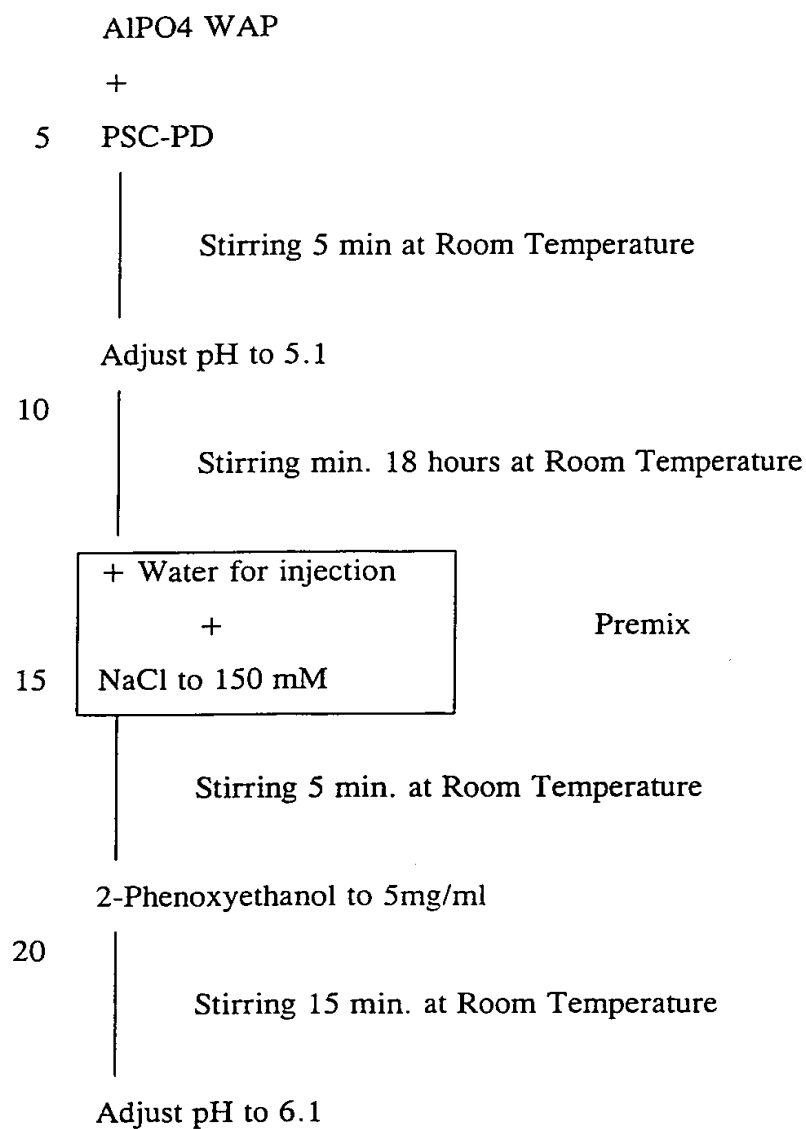 AlPO4 WAP
+
5 PSC-PD
Stirring 5 min at Room Temperature
Adjust pH to 5.1
10
Stirring min. 18 hours at Room Temperature
+ Water for injection
+ Premix
15 NaCl to 150 mM
Stirring 5 min. at Room Temperature
2-Phenoxyethanol to 5mg/ml
20
Stirring 15 min. at Room Temperature
Adjust pH to 6.1